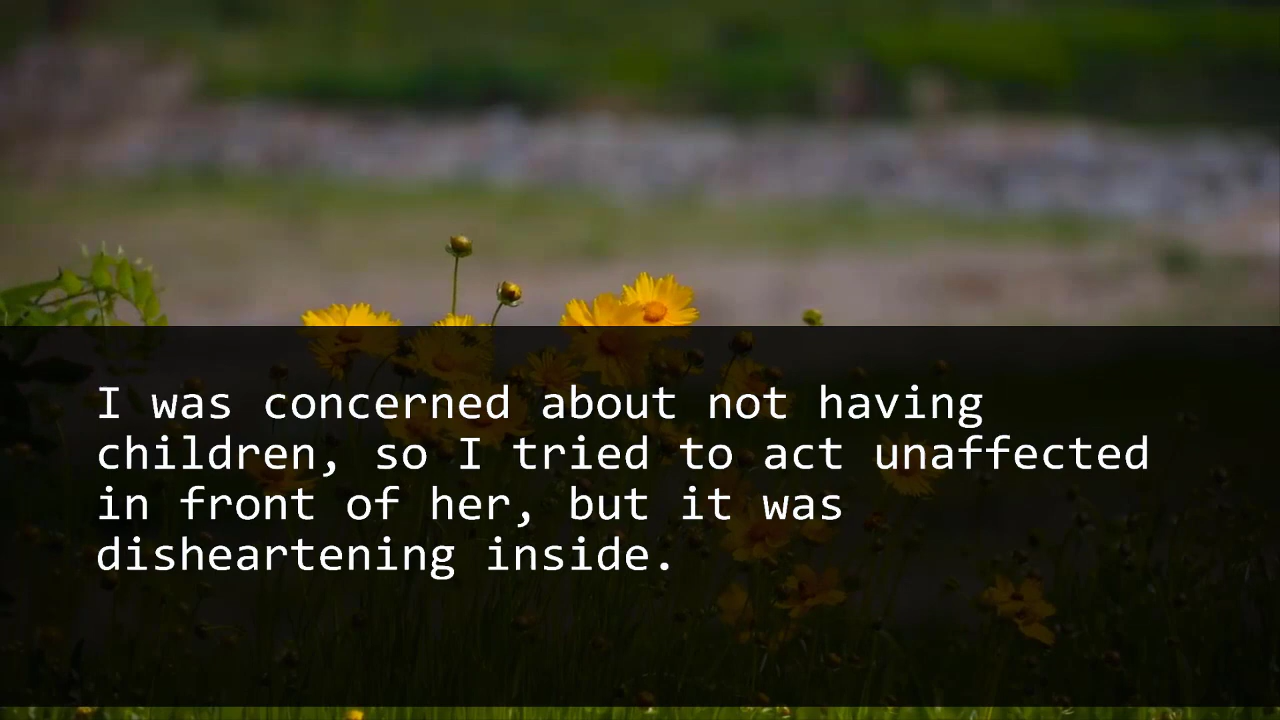 I was concerned about not having
children, so I tried to act unaffected
in front of her, but it was
disheartening inside.